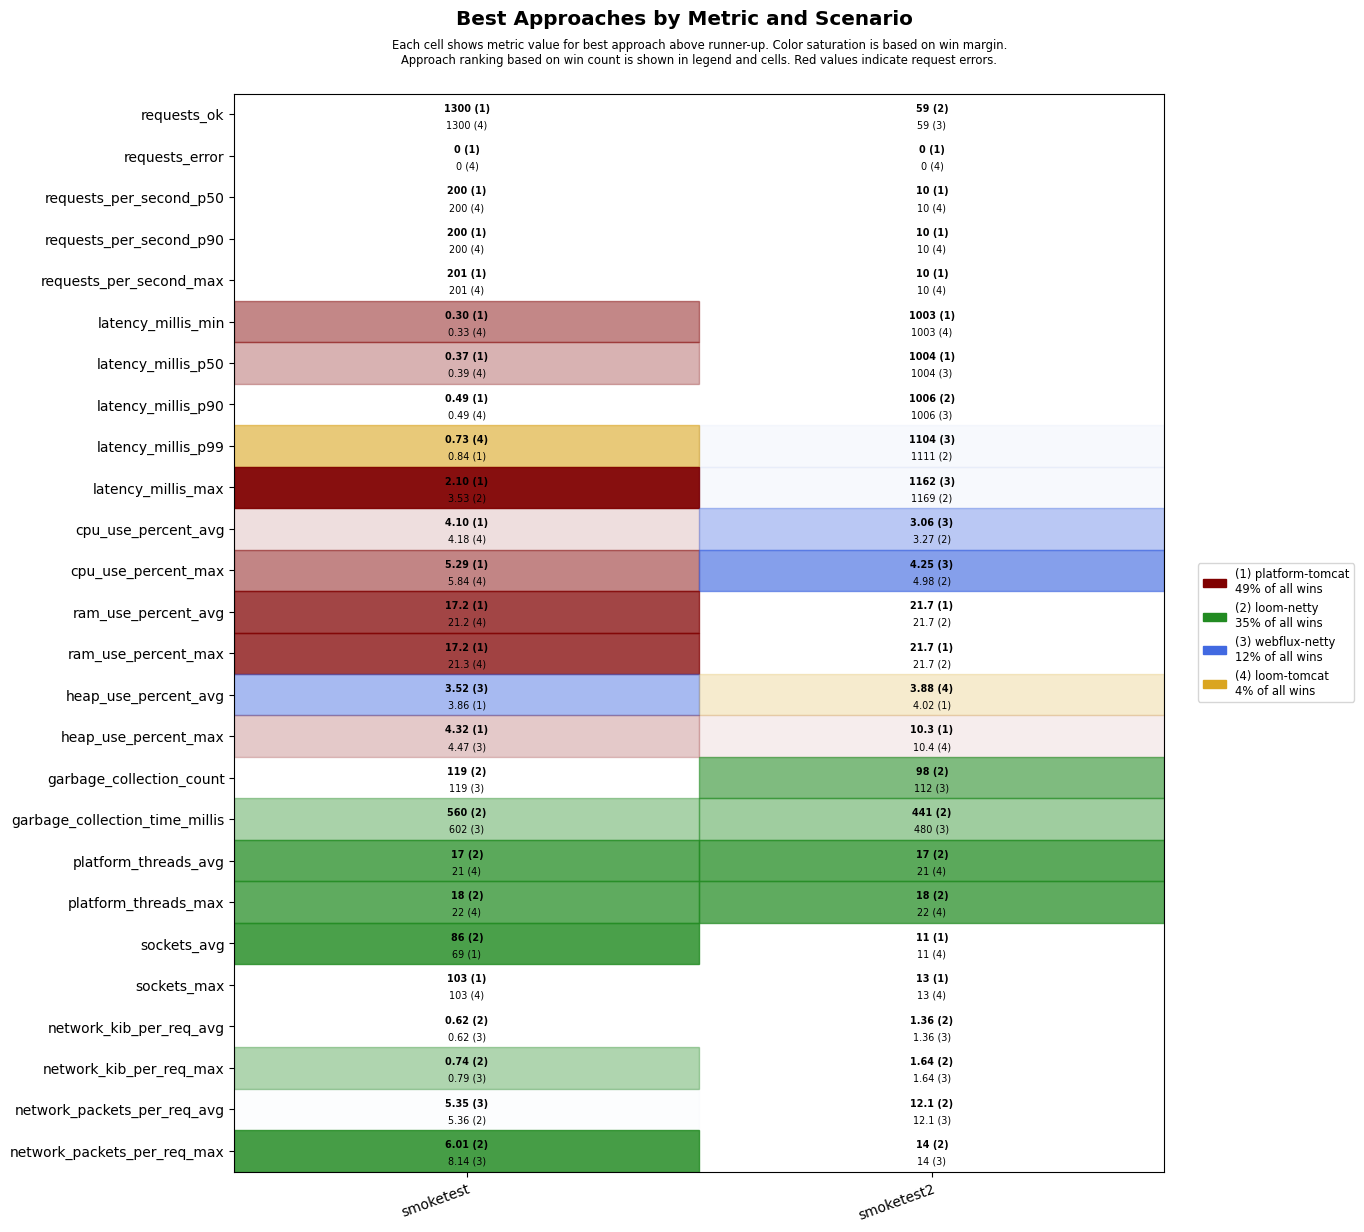 Best Approaches by Metric and Scenario
Each cell shows metric value for best approach above runner-up. Color saturation is based on win margin.
Approach ranking based on win count is shown in legend and cells. Red values indicate request errors.
requests_ok
1300 (1)
1300 (4)
59 (2)
59 (3)
requests_error
0 (1)
0 (4)
0 (1)
0 (4)
requests_per_second_p50
200 (1)
200 (4)
10 (1)
10 (4)
requests_per_second_p90
200 (1)
200 (4)
10 (1)
10 (4)
requests_per_second_max
201 (1)
201 (4)
10 (1)
10 (4)
latency_millis_min
0.30 (1)
0.33 (4)
1003 (1)
1003 (4)
latency_millis_p50
0.37 (1)
0.39 (4)
1004 (1)
1004 (3)
latency_millis_p90
0.49 (1)
0.49 (4)
1006 (2)
1006 (3)
latency_millis_p99
0.73 (4)
0.84 (1)
1104 (3)
1111 (2)
latency_millis_max
2.10 (1)
3.53 (2)
1162 (3)
1169 (2)
cpu_use_percent_avg
4.10 (1)
4.18 (4)
3.06 (3)
3.27 (2)
cpu_use_percent_max
5.29 (1)
5.84 (4)
4.25 (3)
4.98 (2)
ram_use_percent_avg
17.2 (1)
21.2 (4)
21.7 (1)
21.7 (2)
ram_use_percent_max
17.2 (1)
21.3 (4)
21.7 (1)
21.7 (2)
heap_use_percent_avg
3.52 (3)
3.86 (1)
3.88 (4)
4.02 (1)
heap_use_percent_max
4.32 (1)
4.47 (3)
10.3 (1)
10.4 (4)
garbage_collection_count
119 (2)
119 (3)
98 (2)
112 (3)
garbage_collection_time_millis
560 (2)
602 (3)
441 (2)
480 (3)
platform_threads_avg
17 (2)
21 (4)
17 (2)
21 (4)
platform_threads_max
18 (2)
22 (4)
18 (2)
22 (4)
sockets_avg
86 (2)
69 (1)
11 (1)
11 (4)
sockets_max
103 (1)
103 (4)
13 (1)
13 (4)
network_kib_per_req_avg
0.62 (2)
0.62 (3)
1.36 (2)
1.36 (3)
network_kib_per_req_max
0.74 (2)
0.79 (3)
1.64 (2)
1.64 (3)
network_packets_per_req_avg
5.35 (3)
5.36 (2)
12.1 (2)
12.1 (3)
network_packets_per_req_max
6.01 (2)
8.14 (3)
14 (2)
14 (3)
smoketest
smoketest2
(1) platform-tomcat
49% of all wins
(2) loom-netty
35% of all wins
(3) webflux-netty
12% of all wins
(4) loom-tomcat
4% of all wins